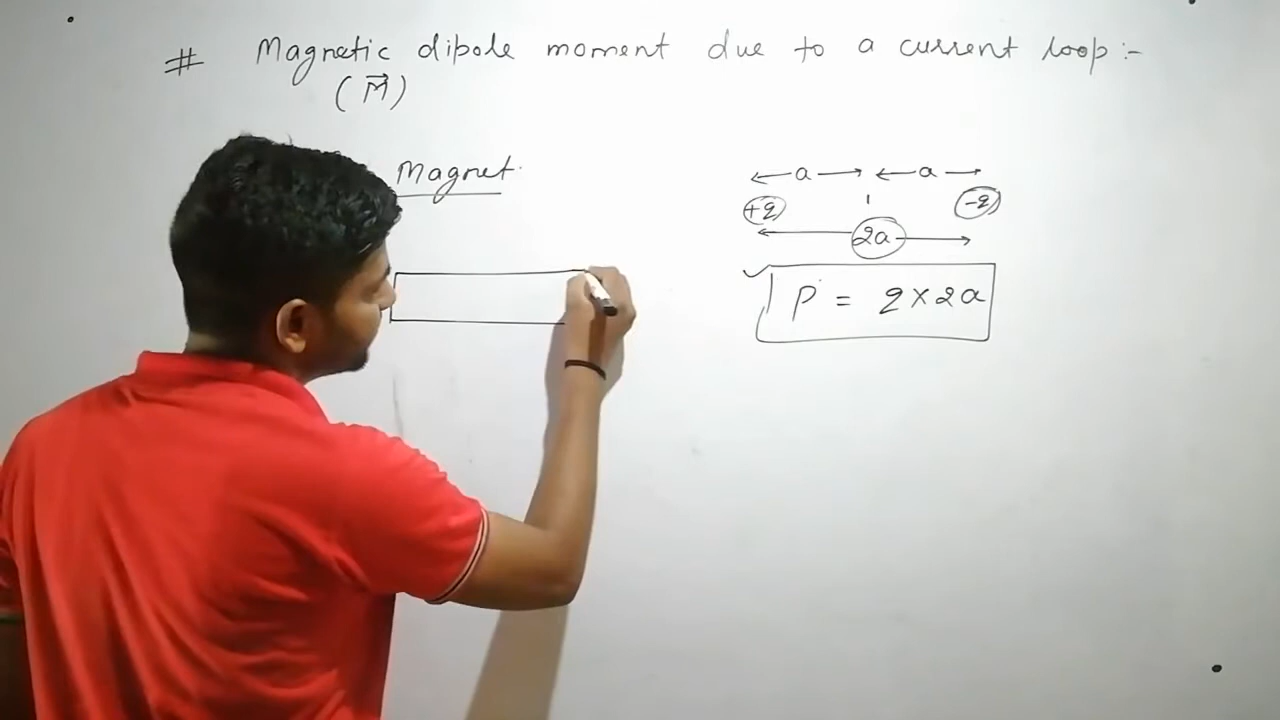 # Magnetic dipole moment due to a current loop :-
(M⃗)
Magnet
a a
+q -q
2a
P = q × 2a